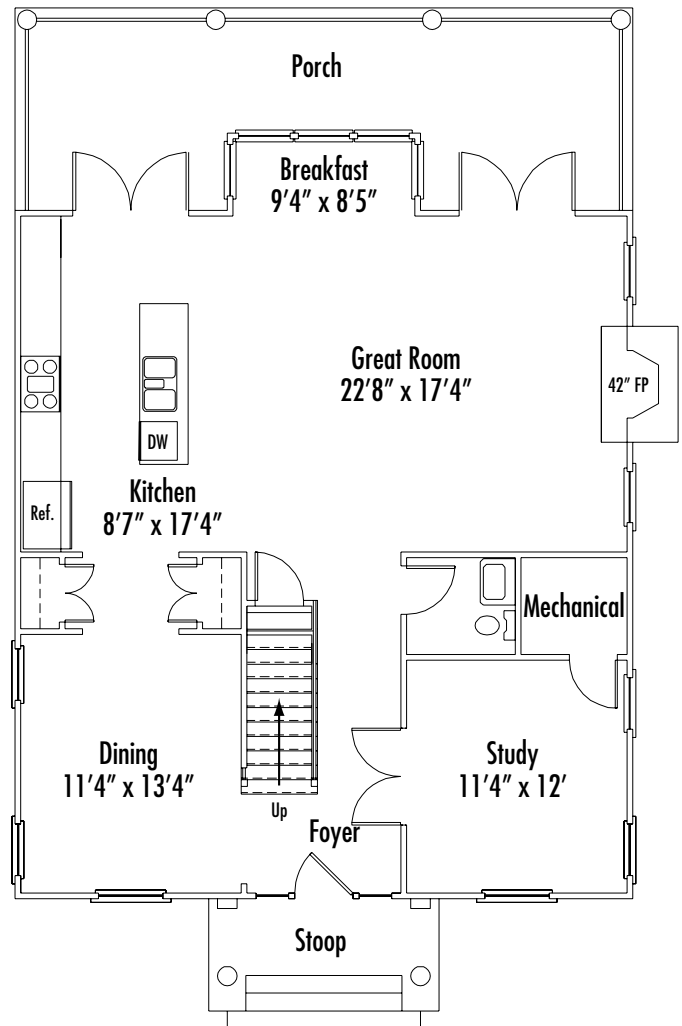 Porch
Breakfast
9’4” x 8’5”
Great Room
22’8” x 17’4”
42” FP
DW
Ref.
Kitchen
8’7” x 17’4”
Mechanical
Dining
11’4” x 13’4”
Study
11’4” x 12’
Up
Foyer
Stoop